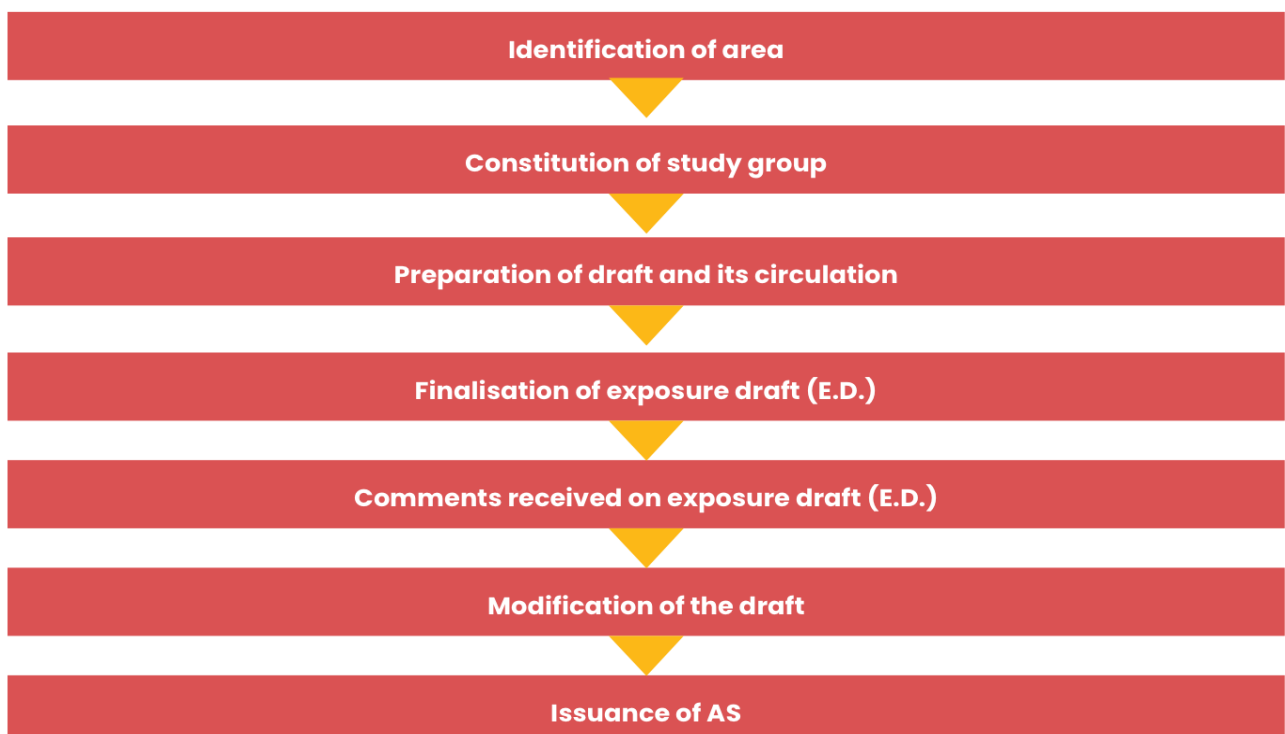 Identification of area
Constitution of study group
Preparation of draft and its circulation
Finalisation of exposure draft (E.D.)
Comments received on exposure draft (E.D.)
Modification of the draft
Issuance of AS